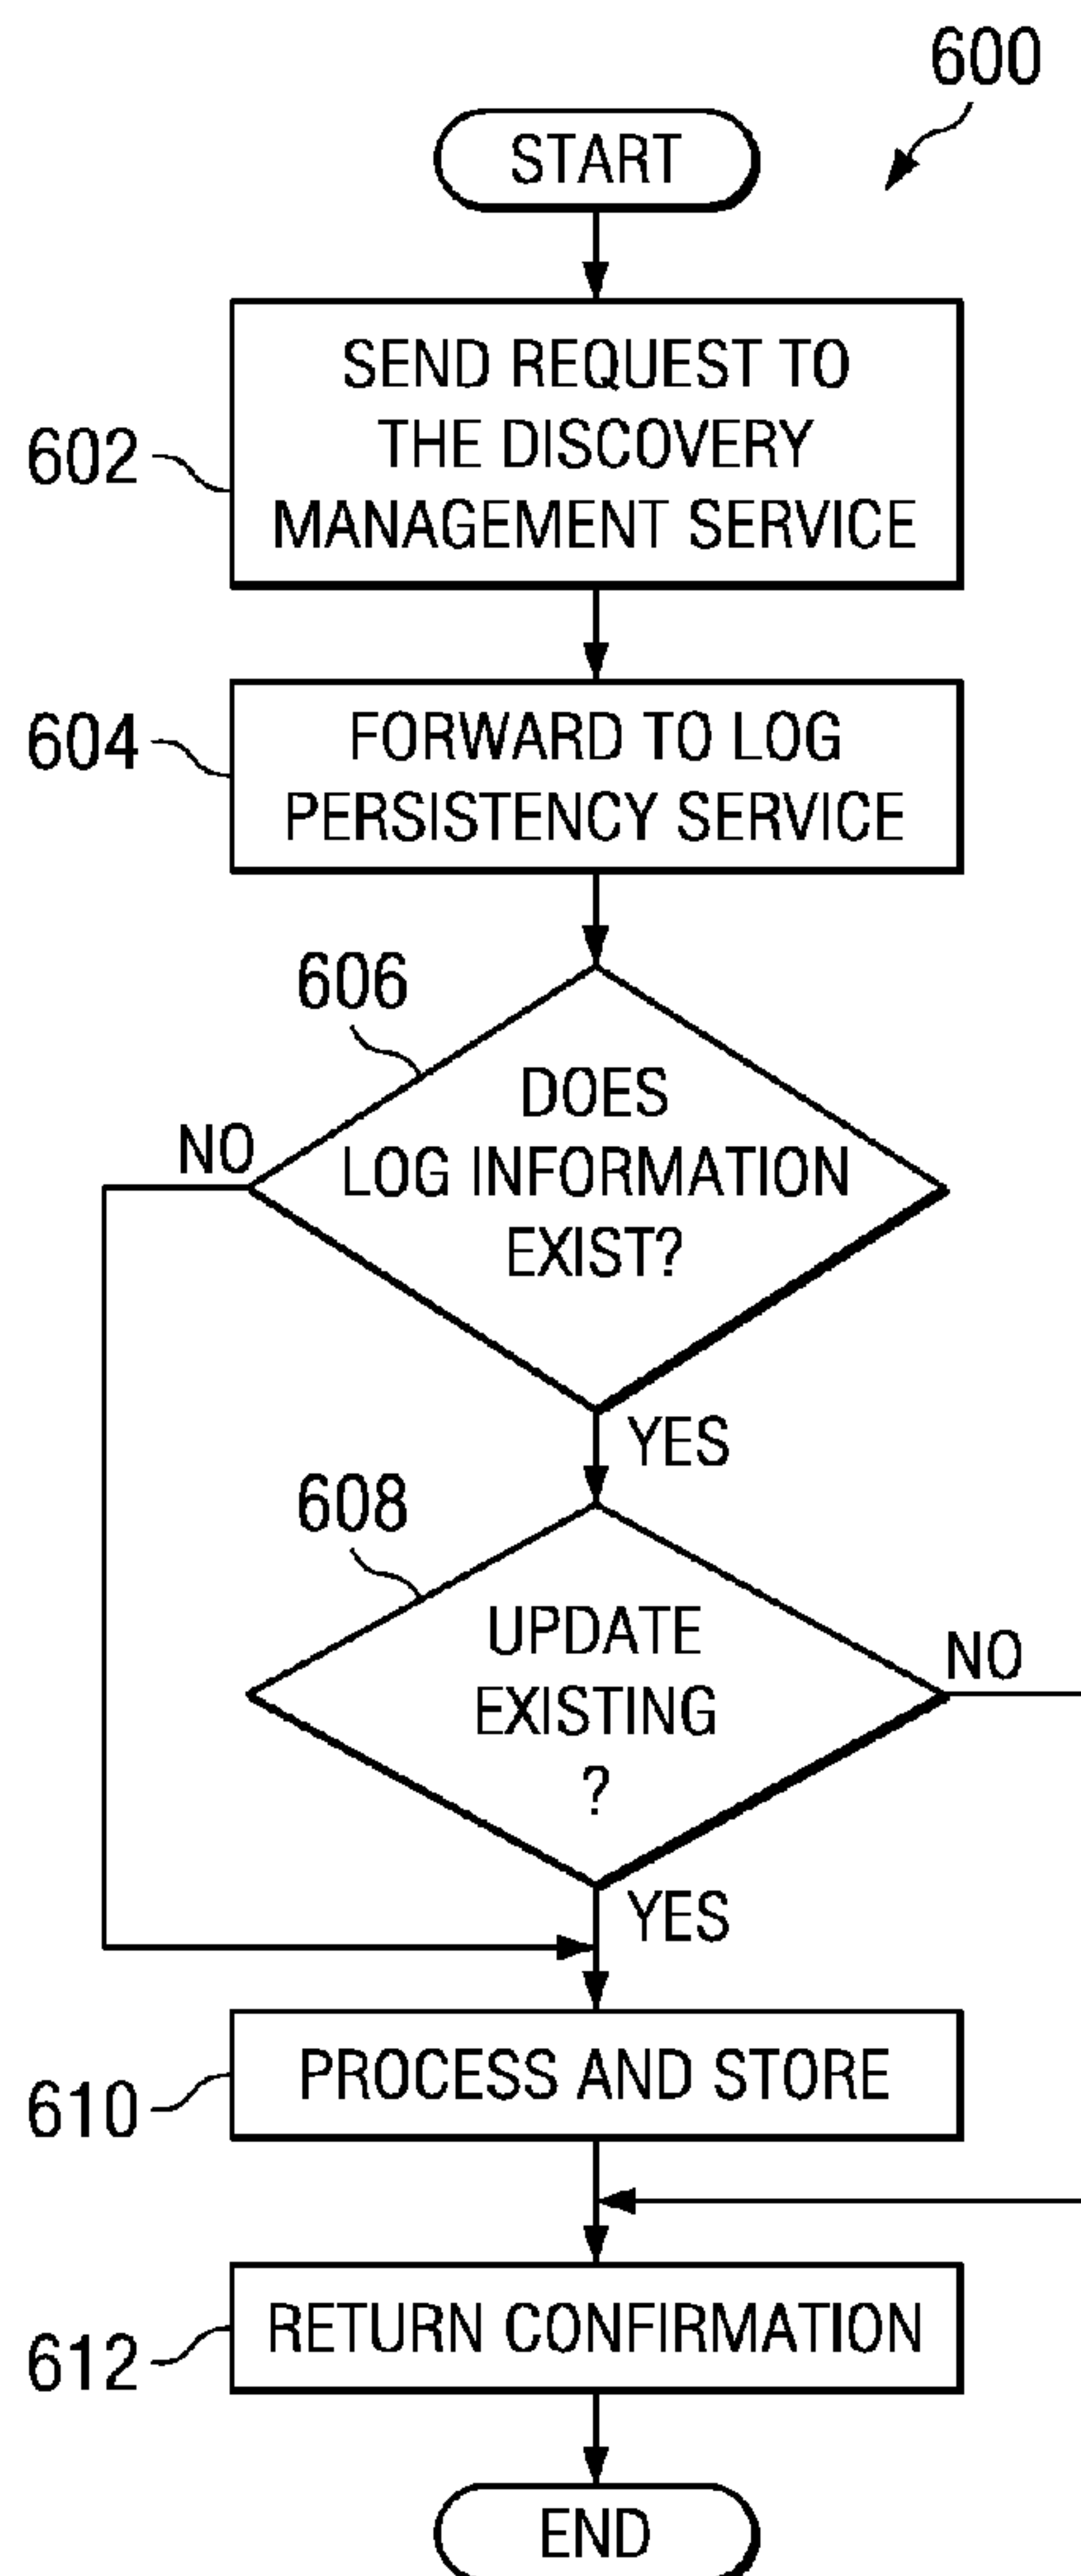 600
START
602
SEND REQUEST TO
THE DISCOVERY
MANAGEMENT SERVICE
604
FORWARD TO LOG
PERSISTENCY SERVICE
606
DOES
LOG INFORMATION
EXIST?
NO
YES
608
UPDATE
EXISTING
?
NO
YES
610
PROCESS AND STORE
612
RETURN CONFIRMATION
END